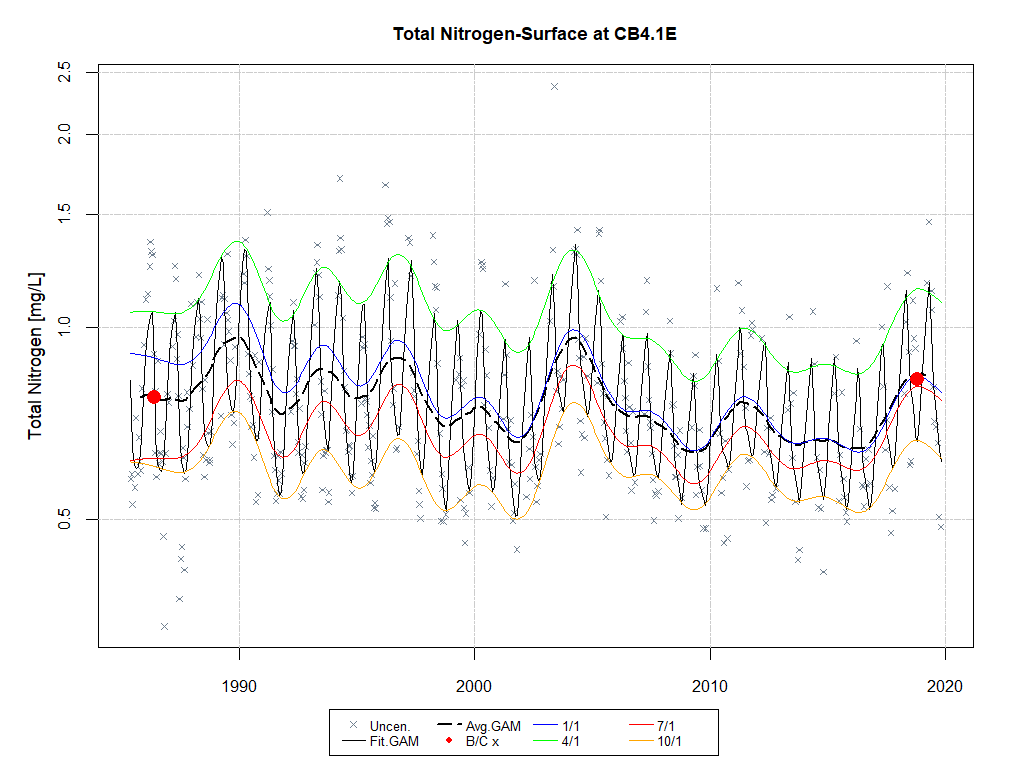 Total Nitrogen-Surface at CB4.1E
Total Nitrogen [mg/L]
2.5
2.0
1.5
1.0
0.5
1990 2000 2010 2020
Uncen. Avg.GAM 1/1 7/1
Fit.GAM B/C x 4/1 10/1